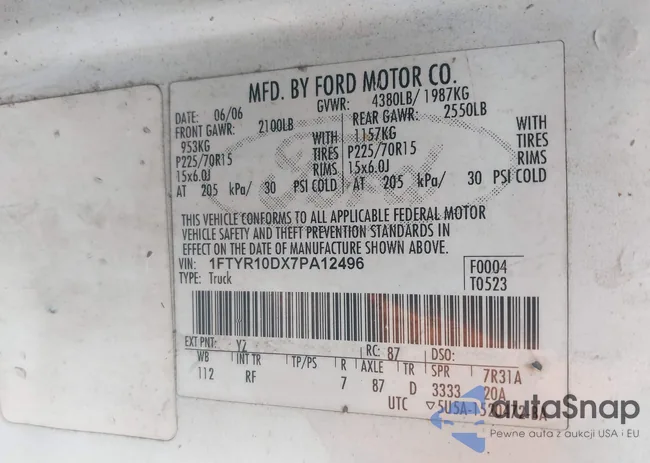 MFD. BY FORD MOTOR CO.
DATE: 06/06 GVWR: 4380LB/ 1987KG
FRONT GAWR: 2100LB REAR GAWR: 2550LB
953KG WITH 1157KG WITH
P225/70R15 TIRES P225/70R15 TIRES
15x6.0J RIMS 15x6.0J RIMS
AT 205 kPa/ 30 PSI COLD AT 205 kPa/ 30 PSI COLD
Ford
THIS VEHICLE CONFORMS TO ALL APPLICABLE FEDERAL MOTOR
VEHICLE SAFETY AND THEFT PREVENTION STANDARDS IN
EFFECT ON THE DATE OF MANUFACTURE SHOWN ABOVE.
VIN: 1FTYR10DX7PA12496 F0004
TYPE: Truck T0523
EXT PNT: YZ RC: 87 DSO:
WB INT TR TP/PS R AXLE TR SPR 7R31A
112 RF 7 87 D 3333 20A
UTC ▽5U5A-1520472-BA
autoSnap
Pewne auta z aukcji USA i EU